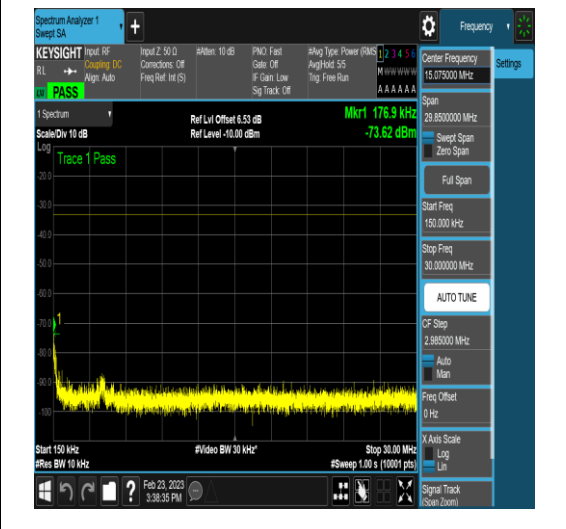 Spectrum Analyzer 1
Swept SA
Frequency
KEYSIGHT
RL
Input: RF
Coupling: DC
Align: Auto
Input Z: 50 Ω
Corrections: Off
Freq Ref: Int (S)
#Atten: 10 dB
PNO: Fast
Gate: Off
IF Gain: Low
Sig Track: Off
#Avg Type: Power (RMS
Avg|Hold: 5/5
Trig: Free Run
1 2 3 4 5 6
M W W W W W
A A A A A A
PASS
1 Spectrum
Scale/Div 10 dB
Log
Ref Lvl Offset 6.53 dB
Ref Level -10.00 dBm
Mkr1 176.9 kHz
-73.62 dBm
Trace 1 Pass
-20.0
-30.0
-40.0
-50.0
-60.0
-70.0
-80.0
-90.0
-100
1
Start 150 kHz
#Res BW 10 kHz
#Video BW 30 kHz*
Stop 30.00 MHz
#Sweep 1.00 s (10001 pts)
Feb 23, 2023
3:38:35 PM
Center Frequency
15.075000 MHz
Settings
Span
29.8500000 MHz
Swept Span
Zero Span
Full Span
Start Freq
150.000 kHz
Stop Freq
30.000000 MHz
AUTO TUNE
CF Step
2.985000 MHz
Auto
Man
Freq Offset
0 Hz
X Axis Scale
Log
Lin
Signal Track
(Span Zoom)